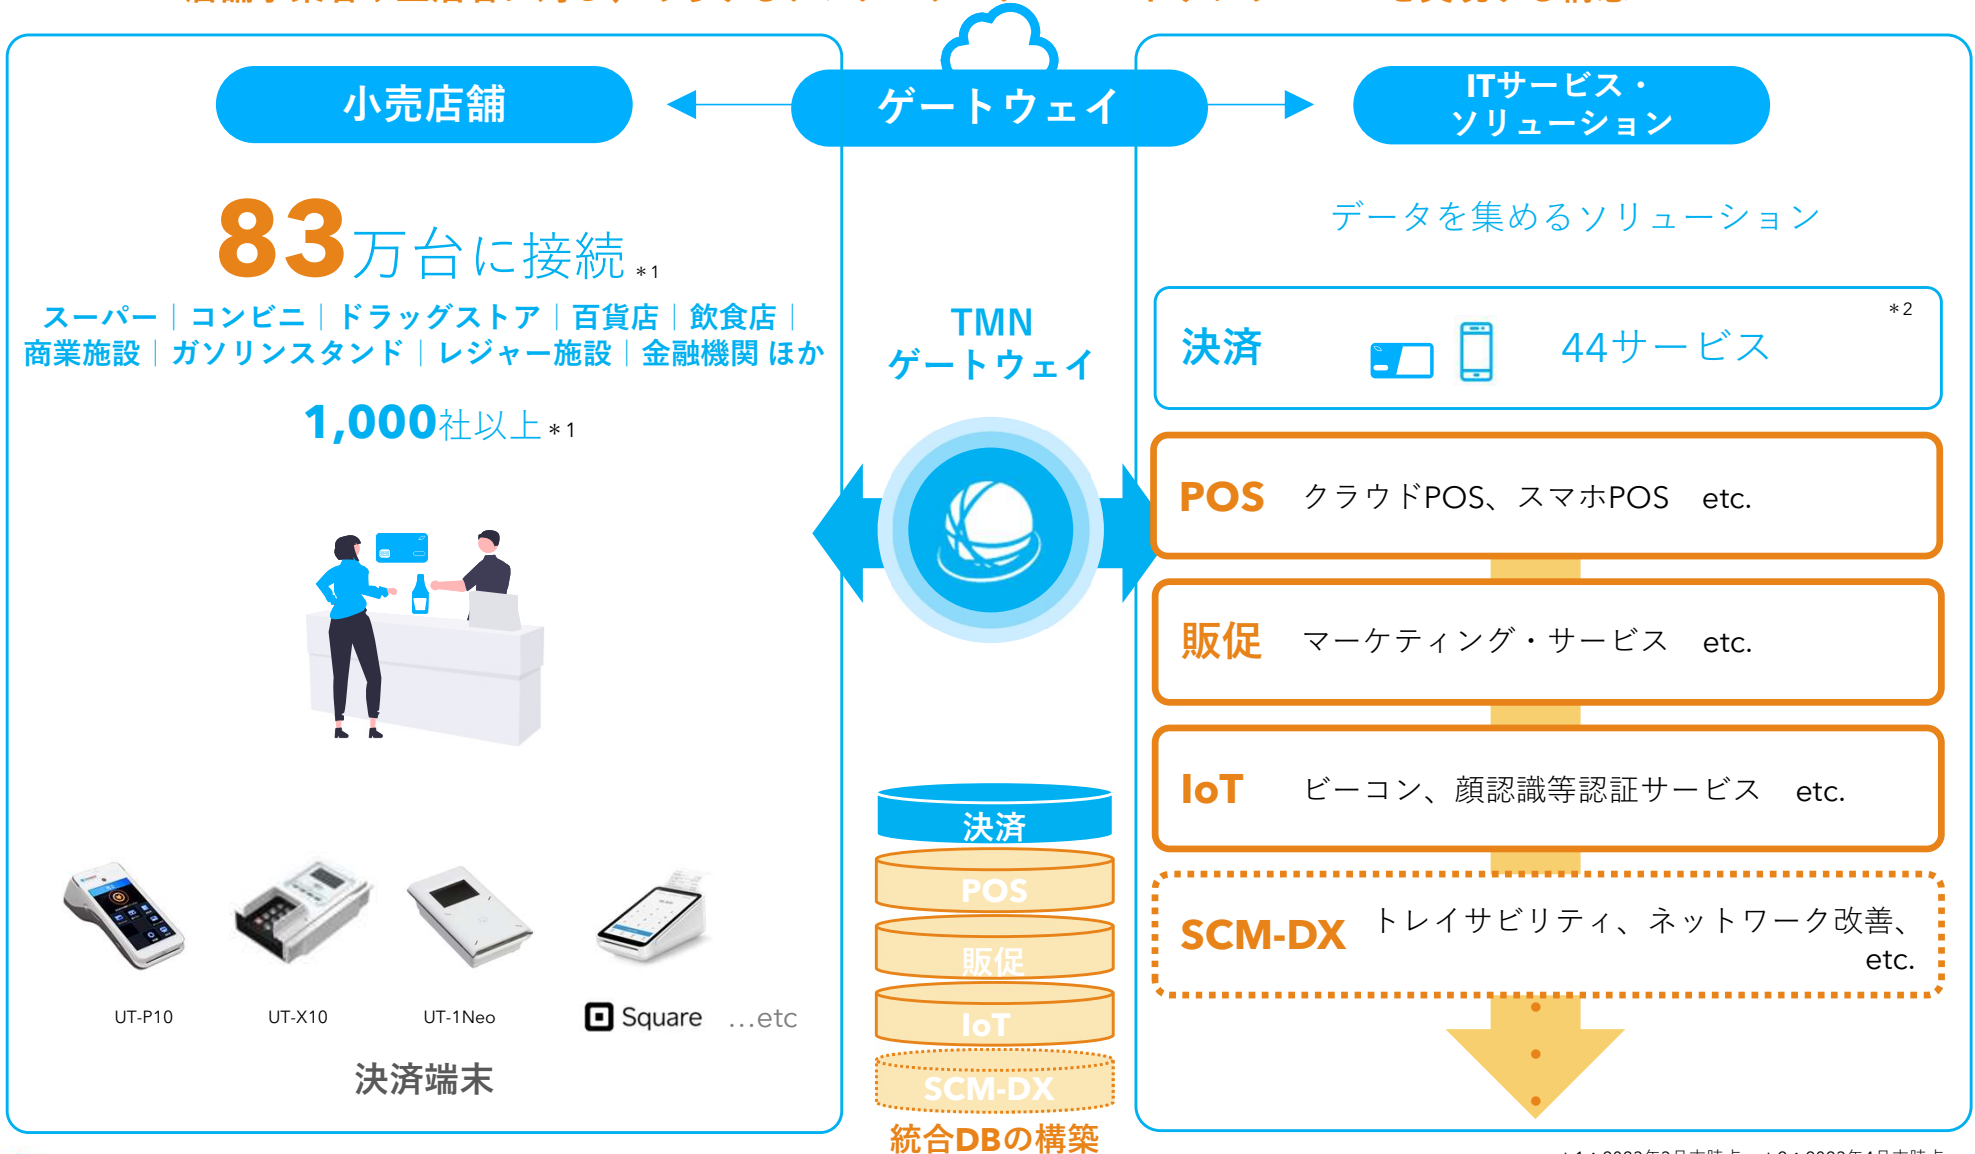 小売店舗
ゲートウェイ
ITサービス・
ソリューション
83万台に接続 *1
スーパー｜コンビニ｜ドラッグストア｜百貨店｜飲食店｜
商業施設｜ガソリンスタンド｜レジャー施設｜金融機関 ほか
1,000社以上 *1
UT-P10
UT-X10
UT-1Neo
Square
…etc
決済端末
TMN
ゲートウェイ
決済
POS
販促
IoT
SCM-DX
統合DBの構築
データを集めるソリューション
決済 44サービス *2
POS クラウドPOS、スマホPOS etc.
販促 マーケティング・サービス etc.
IoT ビーコン、顔認識等認証サービス etc.
SCM-DX トレイサビリティ、ネットワーク改善、
etc.